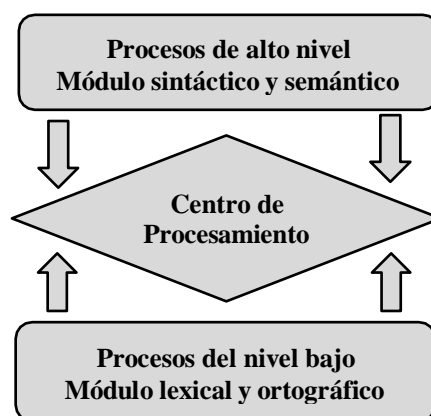 Procesos de alto nivel
Módulo sintáctico y semántico
Centro de
Procesamiento
Procesos del nivel bajo
Módulo lexical y ortográfico